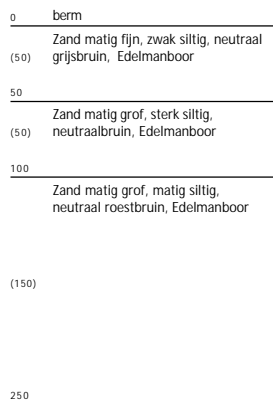 0 berm
Zand matig fijn, zwak siltig, neutraal
(50) grijsbruin, Edelmanboor
50
Zand matig grof, sterk siltig,
(50) neutraalbruin, Edelmanboor
100
Zand matig grof, matig siltig,
neutraal roestbruin, Edelmanboor
(150)
250